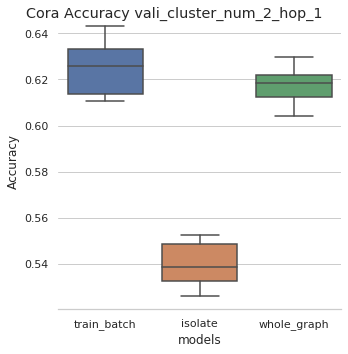 Cora Accuracy vali_cluster_num_2_hop_1
0.64
0.62
0.60
0.58
0.56
0.54
Accuracy
train_batch
isolate
whole_graph
models